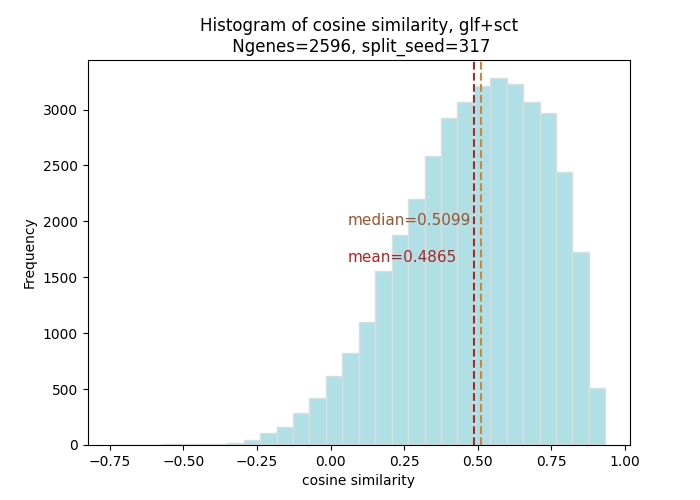 Histogram of cosine similarity, glf+sct
Ngenes=2596, split_seed=317
Frequency
3000
2500
2000
1500
1000
500
0
median=0.5099
mean=0.4865
−0.75 −0.50 −0.25 0.00 0.25 0.50 0.75 1.00
cosine similarity